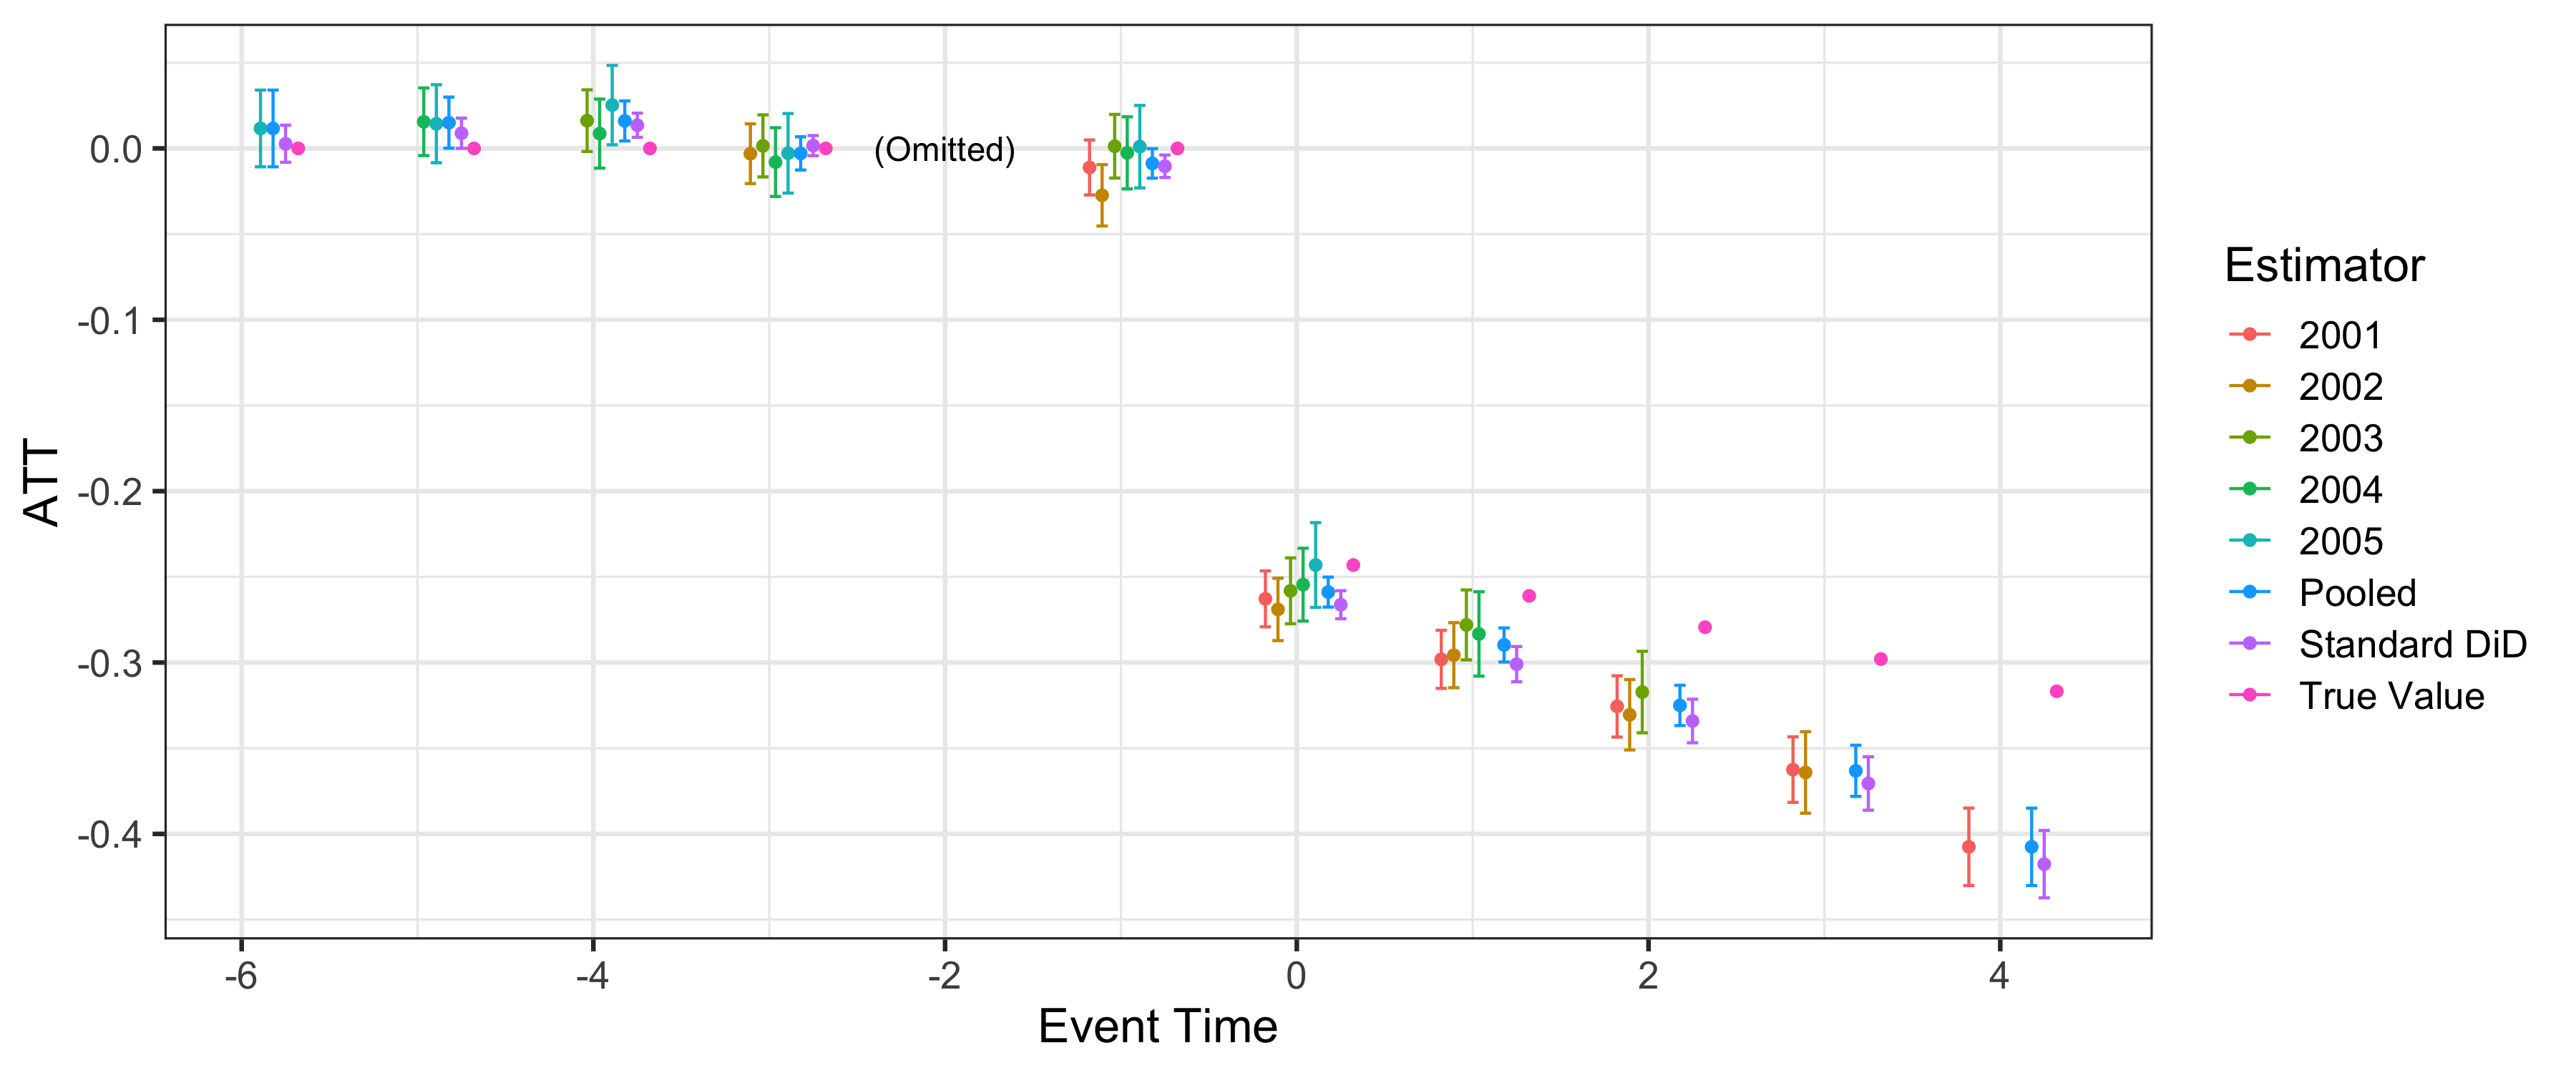 0.0
-0.1
-0.2
-0.3
-0.4
ATT
(Omitted)
-6
-4
-2
0
2
4
Event Time
Estimator
2001
2002
2003
2004
2005
Pooled
Standard DiD
True Value